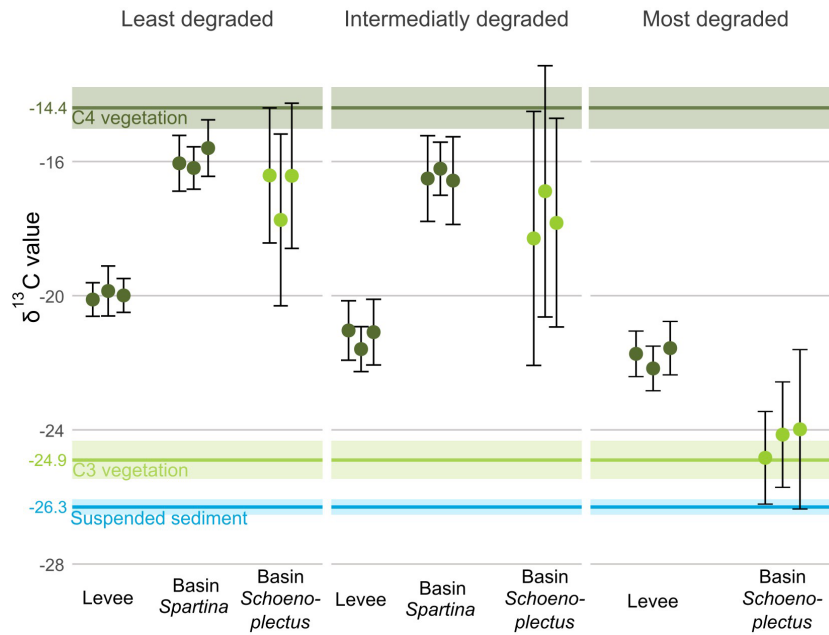 Least degraded
Intermediatly degraded
Most degraded
δ¹³C value
-14.4
C4 vegetation
-16
-20
-24
-24.9
C3 vegetation
-26.3
Suspended sediment
-28
Levee
Basin
Spartina
Basin
Schoeno-
plectus
Levee
Basin
Spartina
Basin
Schoeno-
plectus
Levee
Basin
Schoeno-
plectus